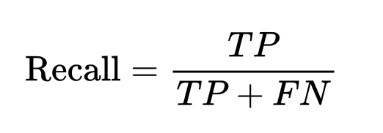 Recall = TP / TP + FN